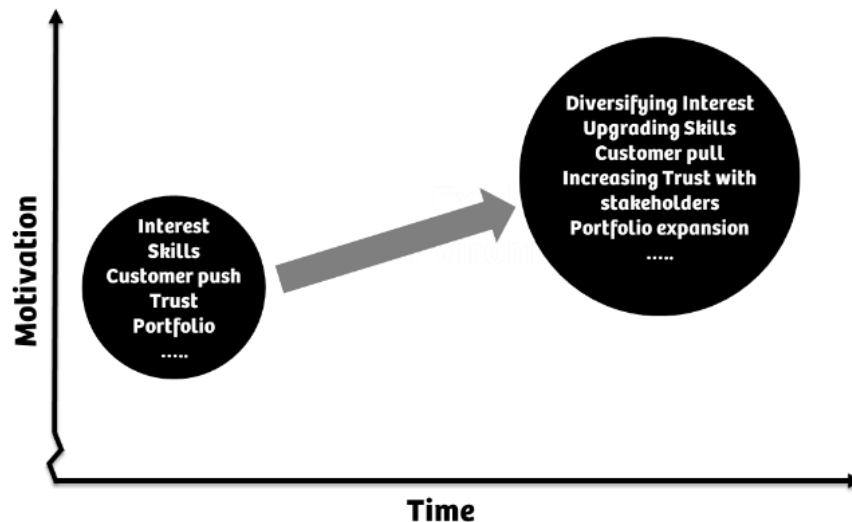 Motivation
Interest
Skills
Customer push
Trust
Portfolio
.....
Diversifying Interest
Upgrading Skills
Customer pull
Increasing Trust with
stakeholders
Portfolio expansion
.....
Time